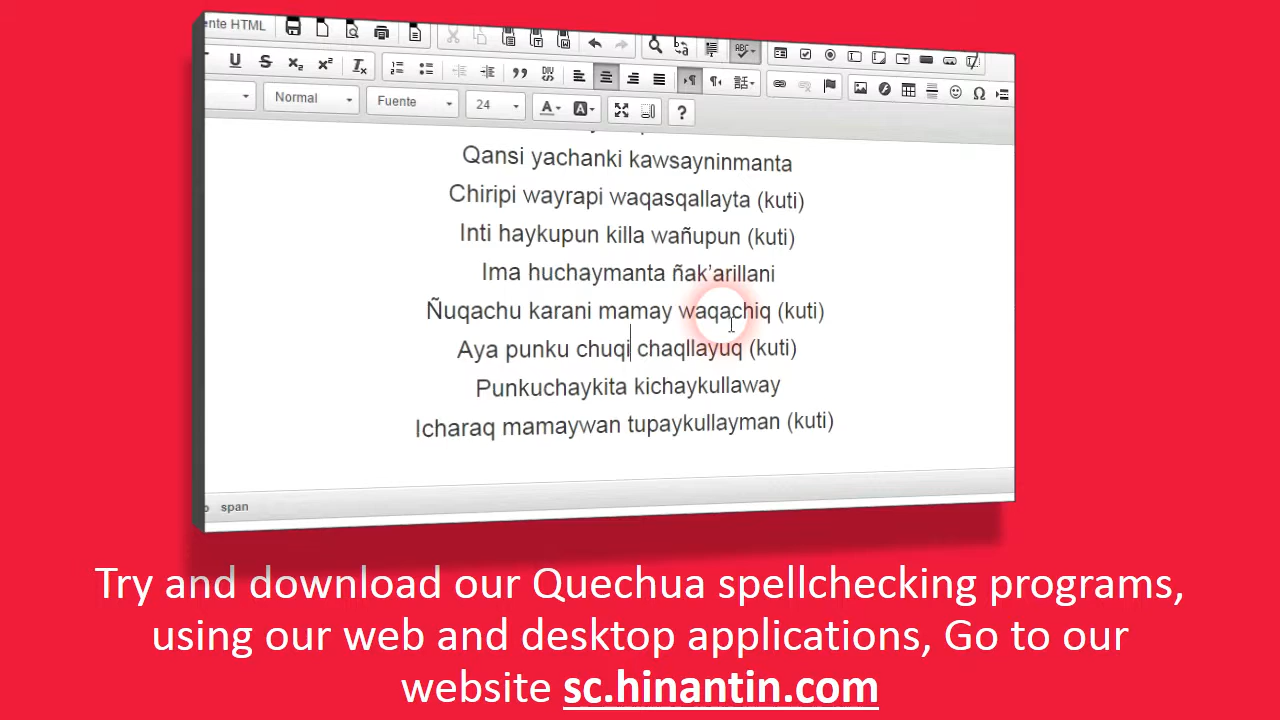 ente HTML
Normal Fuente 24
Qansi yachanki kawsayninmanta
Chiripi wayrapi waqasqallayta (kuti)
Inti haykupun killa wañupun (kuti)
Ima huchaymanta ñak'arillani
Ñuqachu karani mamay waqachiq (kuti)
Aya punku chuqi chaqllayuq (kuti)
Punkuchaykita kichaykullaway
Icharaq mamaywan tupaykullayman (kuti)
span
Try and download our Quechua spellchecking programs,
using our web and desktop applications, Go to our
website sc.hinantin.com